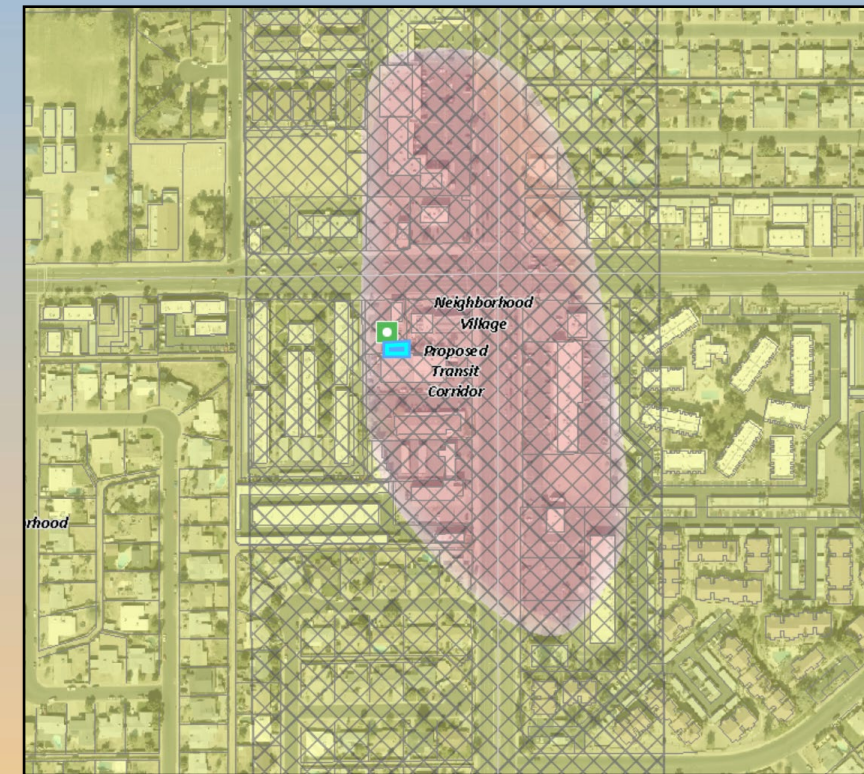 Neighborhood
Village
Proposed
Transit
Corridor
rhood